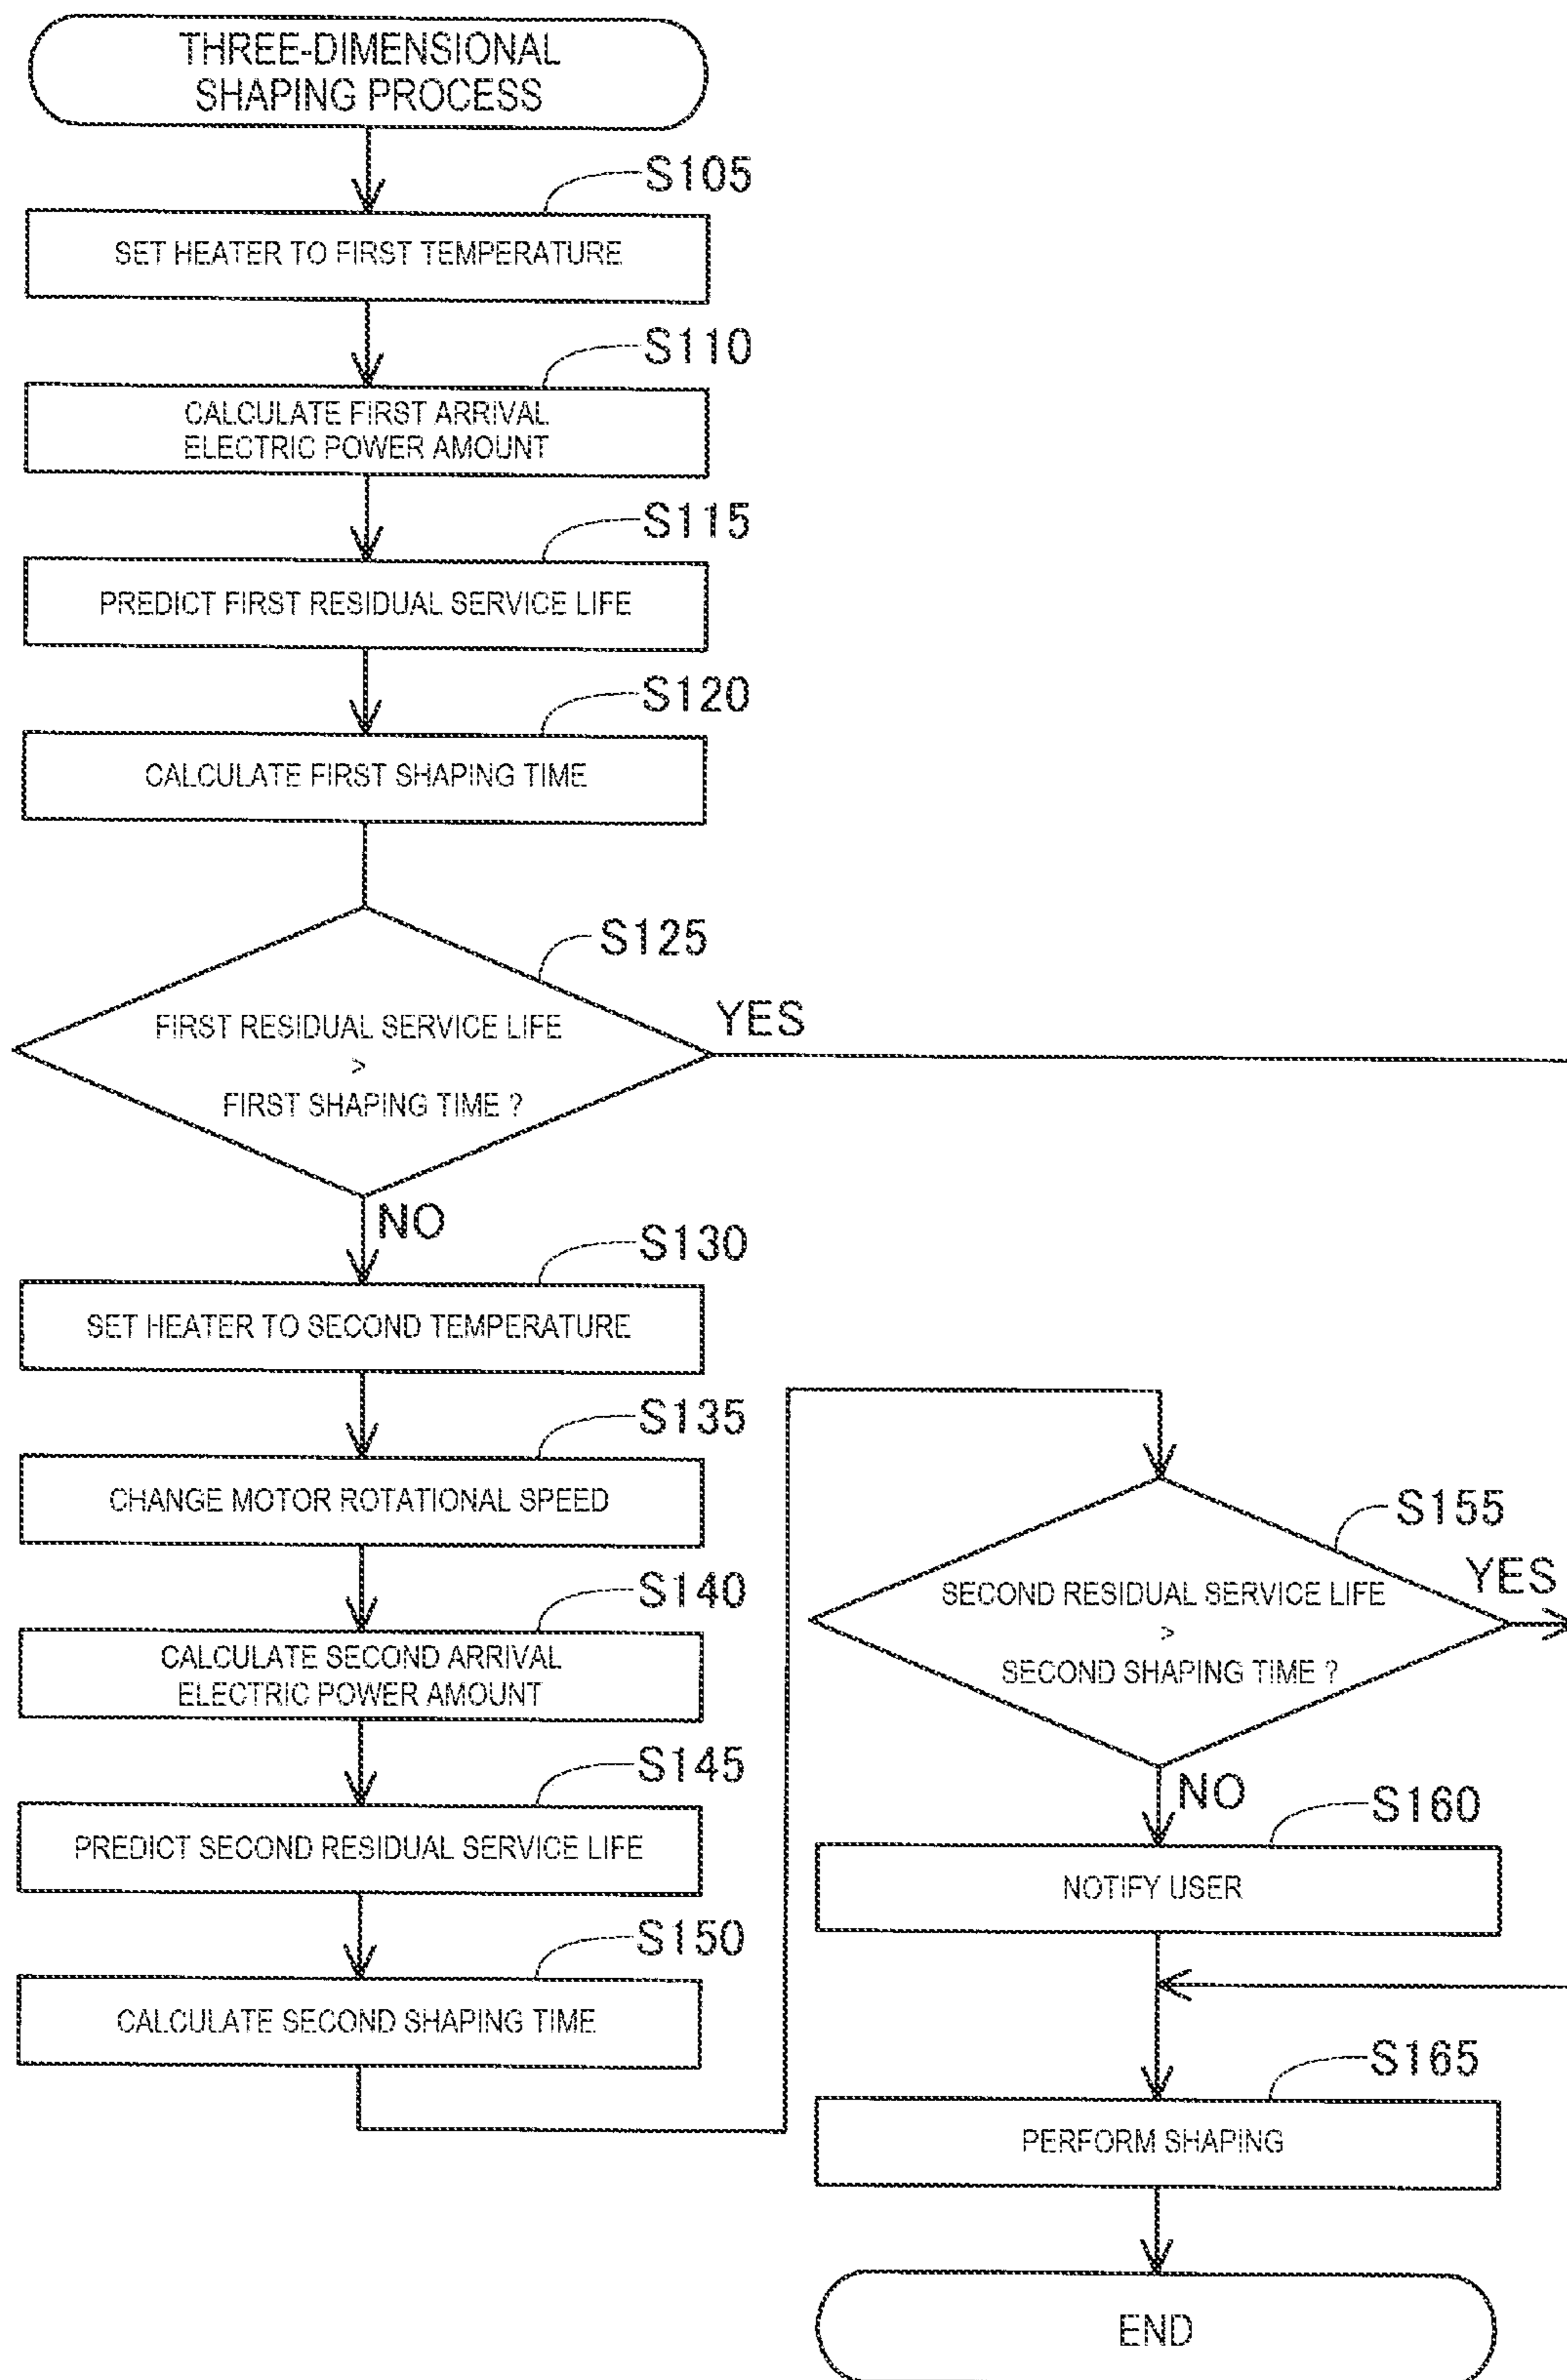 THREE-DIMENSIONAL
SHAPING PROCESS
S105
SET HEATER TO FIRST TEMPERATURE
S110
CALCULATE FIRST ARRIVAL
ELECTRIC POWER AMOUNT
S115
PREDICT FIRST RESIDUAL SERVICE LIFE
S120
CALCULATE FIRST SHAPING TIME
S125
FIRST RESIDUAL SERVICE LIFE
>
FIRST SHAPING TIME ?
YES
NO
S130
SET HEATER TO SECOND TEMPERATURE
S135
CHANGE MOTOR ROTATIONAL SPEED
S140
CALCULATE SECOND ARRIVAL
ELECTRIC POWER AMOUNT
S145
PREDICT SECOND RESIDUAL SERVICE LIFE
S150
CALCULATE SECOND SHAPING TIME
S155
SECOND RESIDUAL SERVICE LIFE
>
SECOND SHAPING TIME ?
YES
NO
S160
NOTIFY USER
S165
PERFORM SHAPING
END